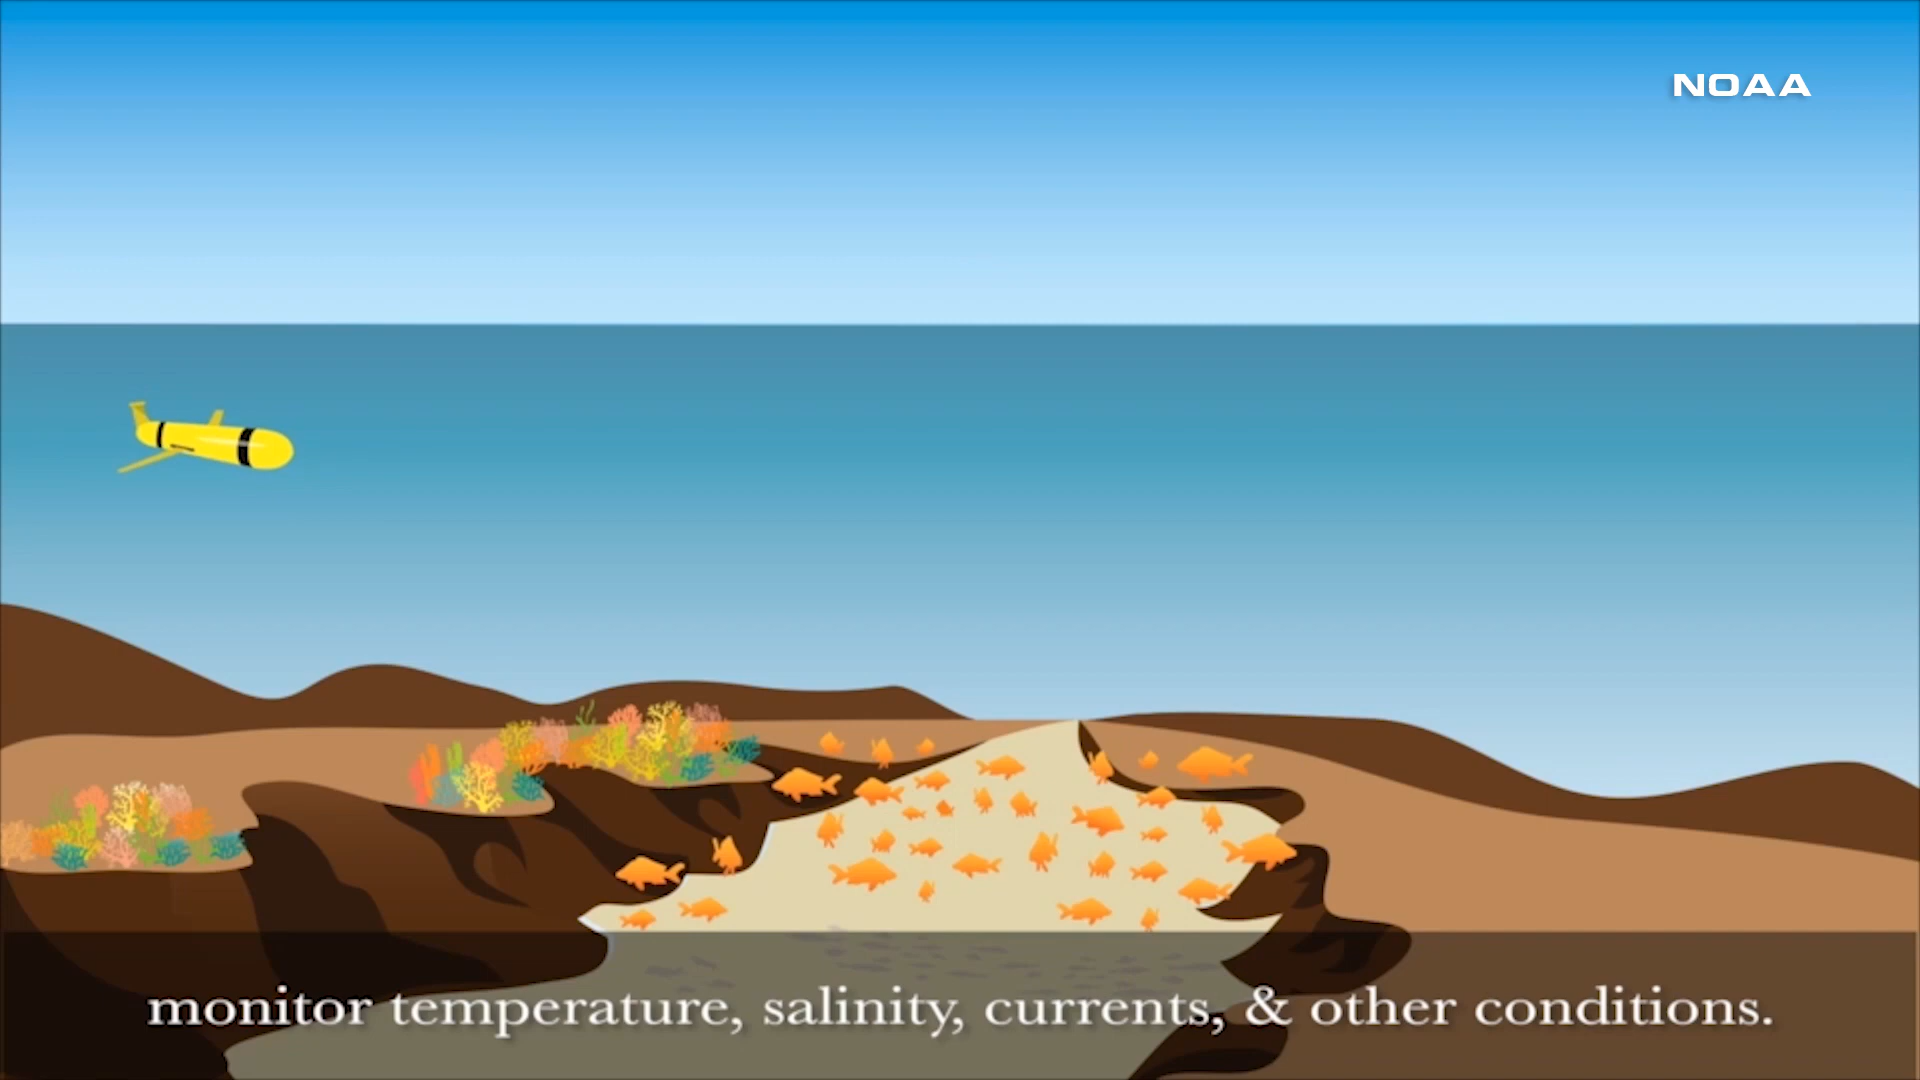 NOAA
monitor temperature, salinity, currents, & other conditions.